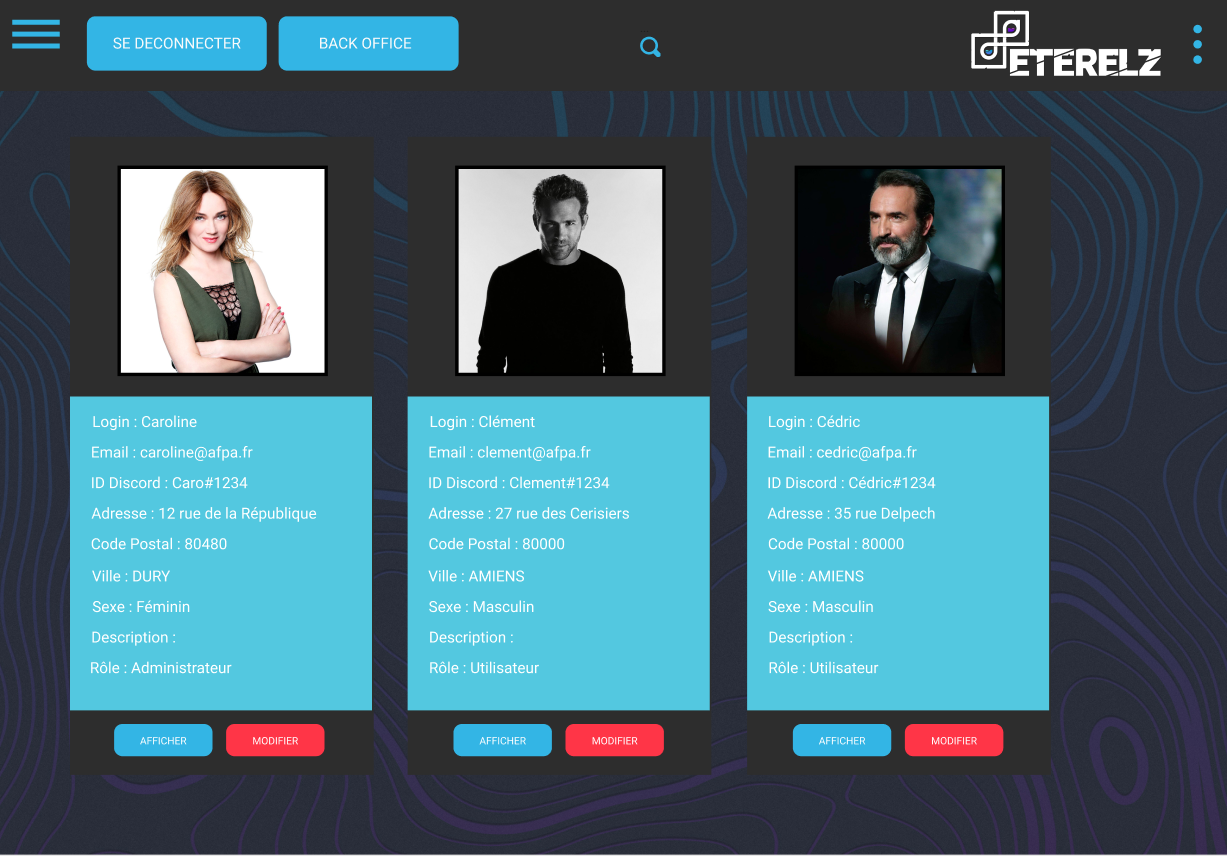 SE DECONNECTER
BACK OFFICE
ETERELZ
Login : Caroline
Email : caroline@afpa.fr
ID Discord : Caro#1234
Adresse : 12 rue de la République
Code Postal : 80480
Ville : DURY
Sexe : Féminin
Description :
Rôle : Administrateur
AFFICHER
MODIFIER
Login : Clément
Email : clement@afpa.fr
ID Discord : Clement#1234
Adresse : 27 rue des Cerisiers
Code Postal : 80000
Ville : AMIENS
Sexe : Masculin
Description :
Rôle : Utilisateur
AFFICHER
MODIFIER
Login : Cédric
Email : cedric@afpa.fr
ID Discord : Cédric#1234
Adresse : 35 rue Delpech
Code Postal : 80000
Ville : AMIENS
Sexe : Masculin
Description :
Rôle : Utilisateur
AFFICHER
MODIFIER